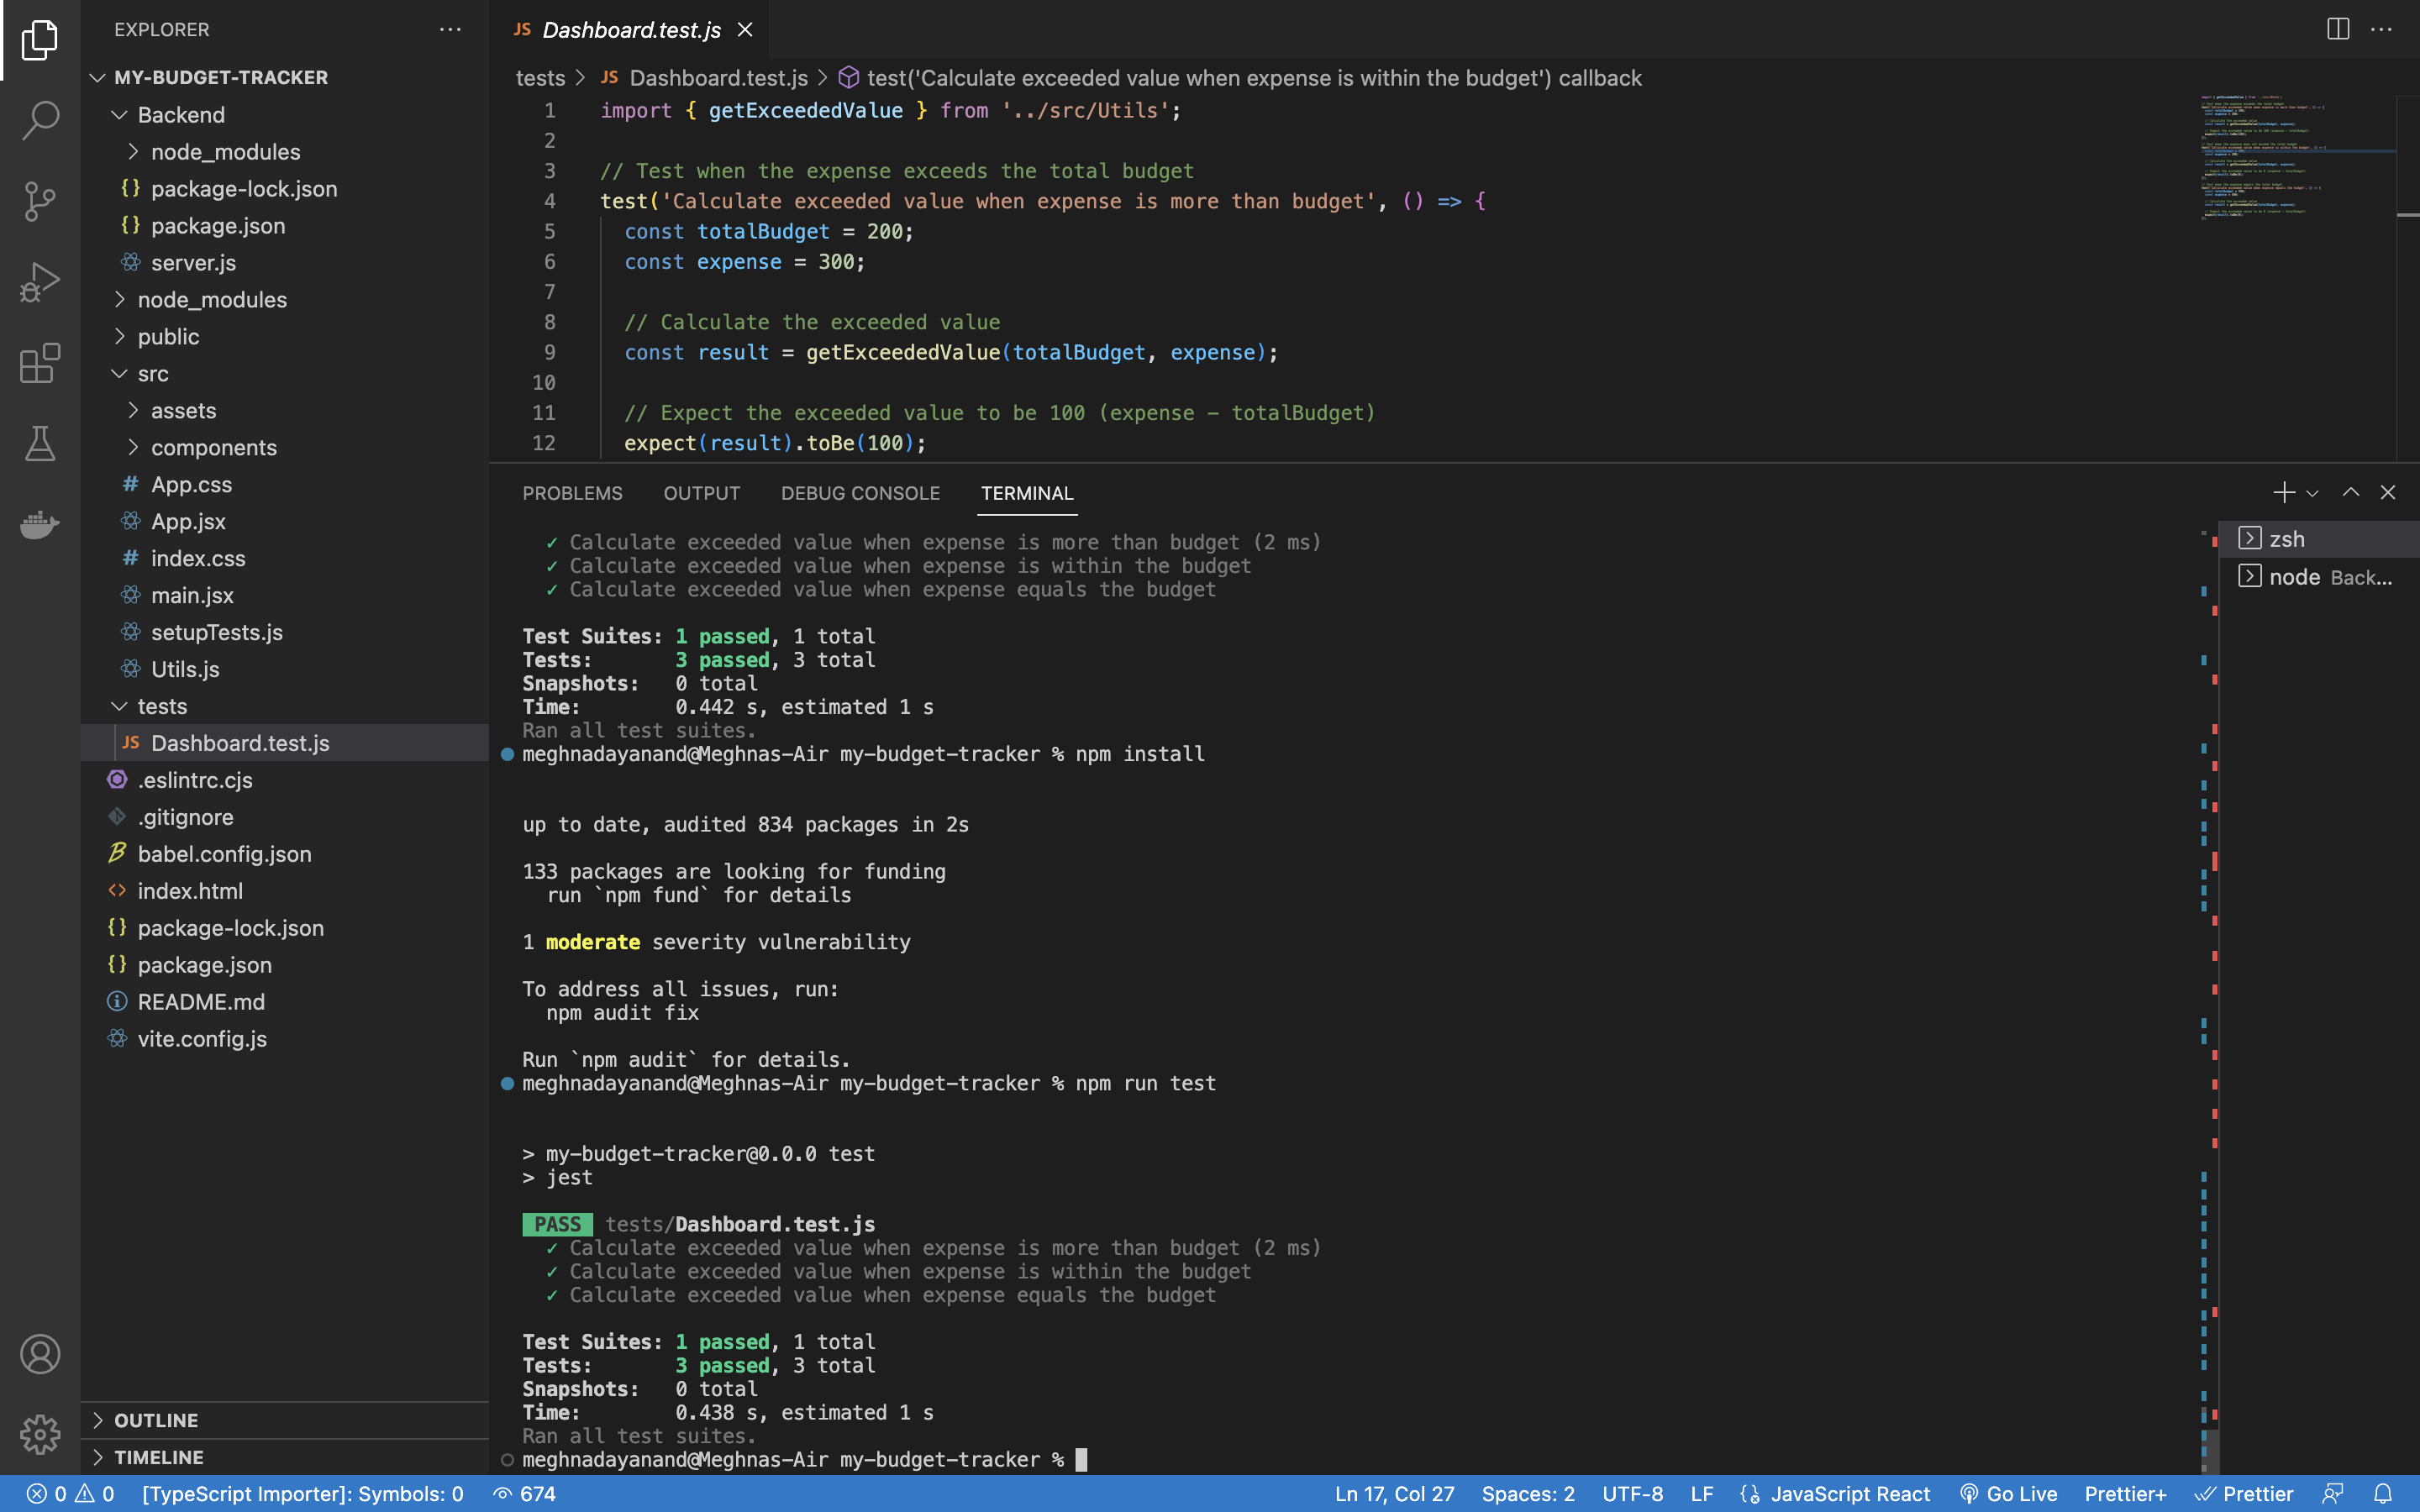 EXPLORER
MY-BUDGET-TRACKER
Backend
node_modules
{} package-lock.json
{} package.json
server.js
node_modules
public
src
assets
components
# App.css
App.jsx
# index.css
main.jsx
setupTests.js
Utils.js
tests
JS Dashboard.test.js
.eslintrc.cjs
.gitignore
babel.config.json
<> index.html
{} package-lock.json
{} package.json
README.md
vite.config.js
OUTLINE
TIMELINE
JS Dashboard.test.js
tests > JS Dashboard.test.js > test('Calculate exceeded value when expense is within the budget') callback
1 import { getExceededValue } from '../src/Utils';
2
3 // Test when the expense exceeds the total budget
4 test('Calculate exceeded value when expense is more than budget', () => {
5 const totalBudget = 200;
6 const expense = 300;
7
8 // Calculate the exceeded value
9 const result = getExceededValue(totalBudget, expense);
10
11 // Expect the exceeded value to be 100 (expense - totalBudget)
12 expect(result).toBe(100);
PROBLEMS OUTPUT DEBUG CONSOLE TERMINAL
zsh
node Back...
✓ Calculate exceeded value when expense is more than budget (2 ms)
✓ Calculate exceeded value when expense is within the budget
✓ Calculate exceeded value when expense equals the budget
Test Suites: 1 passed, 1 total
Tests: 3 passed, 3 total
Snapshots: 0 total
Time: 0.442 s, estimated 1 s
Ran all test suites.
meghnadayanand@Meghnas-Air my-budget-tracker % npm install
up to date, audited 834 packages in 2s
133 packages are looking for funding
run `npm fund` for details
1 moderate severity vulnerability
To address all issues, run:
npm audit fix
Run `npm audit` for details.
meghnadayanand@Meghnas-Air my-budget-tracker % npm run test
> my-budget-tracker@0.0.0 test
> jest
PASS tests/Dashboard.test.js
✓ Calculate exceeded value when expense is more than budget (2 ms)
✓ Calculate exceeded value when expense is within the budget
✓ Calculate exceeded value when expense equals the budget
Test Suites: 1 passed, 1 total
Tests: 3 passed, 3 total
Snapshots: 0 total
Time: 0.438 s, estimated 1 s
Ran all test suites.
meghnadayanand@Meghnas-Air my-budget-tracker %
0 0 [TypeScript Importer]: Symbols: 0 674 Ln 17, Col 27 Spaces: 2 UTF-8 LF JavaScript React Go Live Prettier+ Prettier